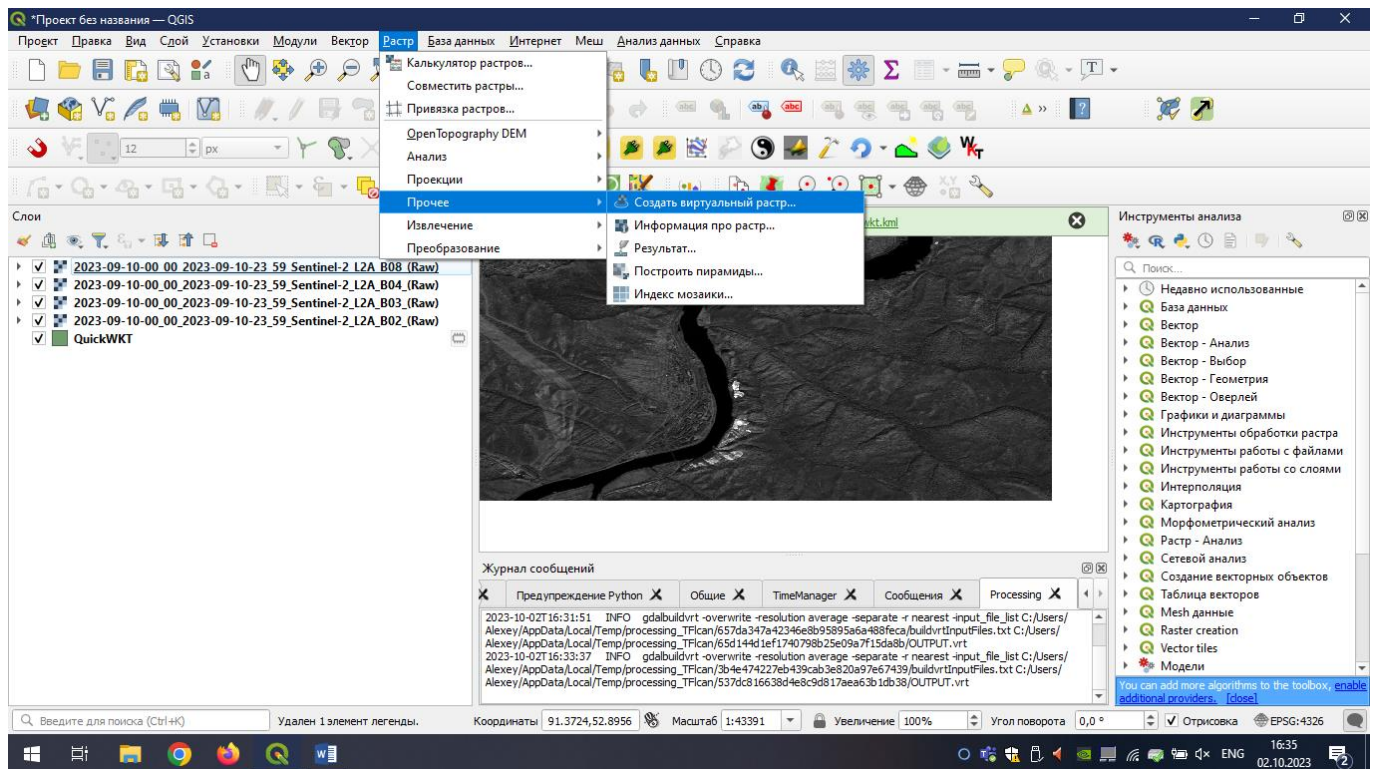 *Проект без названия — QGIS
Проект Правка Вид Слой Установки Модули Вектор Растр База данных Интернет Меш Анализ данных Справка
Калькулятор растров...
Совместить растры...
Привязка растров...
OpenTopography DEM
Анализ
Проекции
Прочее
Извлечение
Преобразование
Создать виртуальный растр...
Информация про растр...
Результат...
Построить пирамиды...
Индекс мозаики...
12 px
Слои
2023-09-10-00_00_2023-09-10-23_59_Sentinel-2_L2A_B08_(Raw)
2023-09-10-00_00_2023-09-10-23_59_Sentinel-2_L2A_B04_(Raw)
2023-09-10-00_00_2023-09-10-23_59_Sentinel-2_L2A_B03_(Raw)
2023-09-10-00_00_2023-09-10-23_59_Sentinel-2_L2A_B02_(Raw)
QuickWKT
wkt.kml
Журнал сообщений
Предупреждение Python Общие TimeManager Сообщения Processing
2023-10-02T16:31:51 INFO gdalbuildvrt -overwrite -resolution average -separate -r nearest -input_file_list C:/Users/
Alexey/AppData/Local/Temp/processing_TFlcan/657da347a42346e8b95895a6a488feca/buildvrtInputFiles.txt C:/Users/
Alexey/AppData/Local/Temp/processing_TFlcan/65d144d1ef1740798b25e09a7f15da8b/OUTPUT.vrt
2023-10-02T16:33:37 INFO gdalbuildvrt -overwrite -resolution average -separate -r nearest -input_file_list C:/Users/
Alexey/AppData/Local/Temp/processing_TFlcan/3b4e474227eb439cab3e820a97e67439/buildvrtInputFiles.txt C:/Users/
Alexey/AppData/Local/Temp/processing_TFlcan/537dc816638d4e8c9d817aea63b1db38/OUTPUT.vrt
Инструменты анализа
Поиск...
Недавно использованные
База данных
Вектор
Вектор - Анализ
Вектор - Выбор
Вектор - Геометрия
Вектор - Оверлей
Графики и диаграммы
Инструменты обработки растра
Инструменты работы с файлами
Инструменты работы со слоями
Интерполяция
Картография
Морфометрический анализ
Растр - Анализ
Сетевой анализ
Создание векторных объектов
Таблица векторов
Mesh данные
Raster creation
Vector tiles
Модели
You can add more algorithms to the toolbox, enable
additional providers. [close]
Введите для поиска (Ctrl+K) Удален 1 элемент легенды. Координаты 91.3724,52.8956 Масштаб 1:43391 Увеличение 100% Угол поворота 0,0 ° Отрисовка EPSG:4326
ENG 16:35
02.10.2023